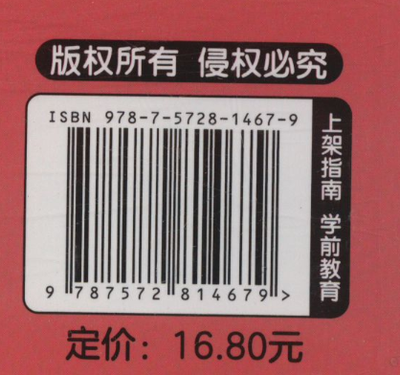 版权所有 侵权必究
ISBN 978-7-5728-1467-9
上架指南 学前教育
9 787572 814679 >
定价：16.80元